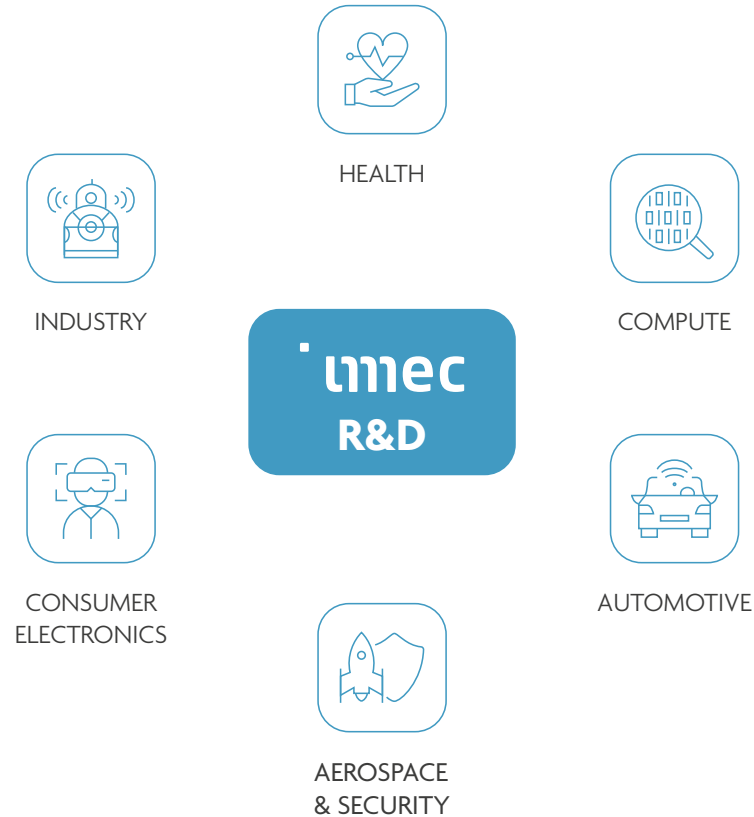 HEALTH
INDUSTRY
COMPUTE
imec
R&D
CONSUMER
ELECTRONICS
AUTOMOTIVE
AEROSPACE
& SECURITY